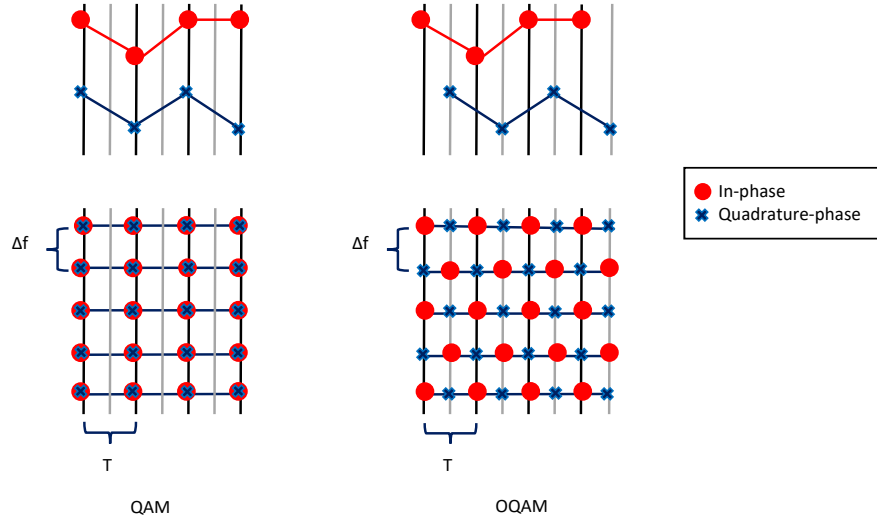 In-phase
Quadrature-phase
Δf
Δf
T
T
QAM
OQAM